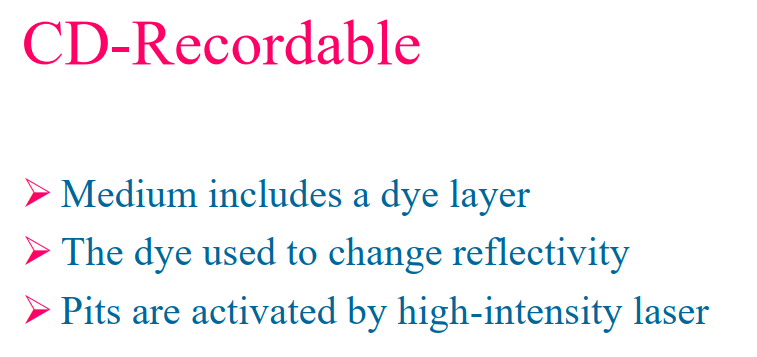 CD-Recordable
➢ Medium includes a dye layer
➢ The dye used to change reflectivity
➢ Pits are activated by high-intensity laser